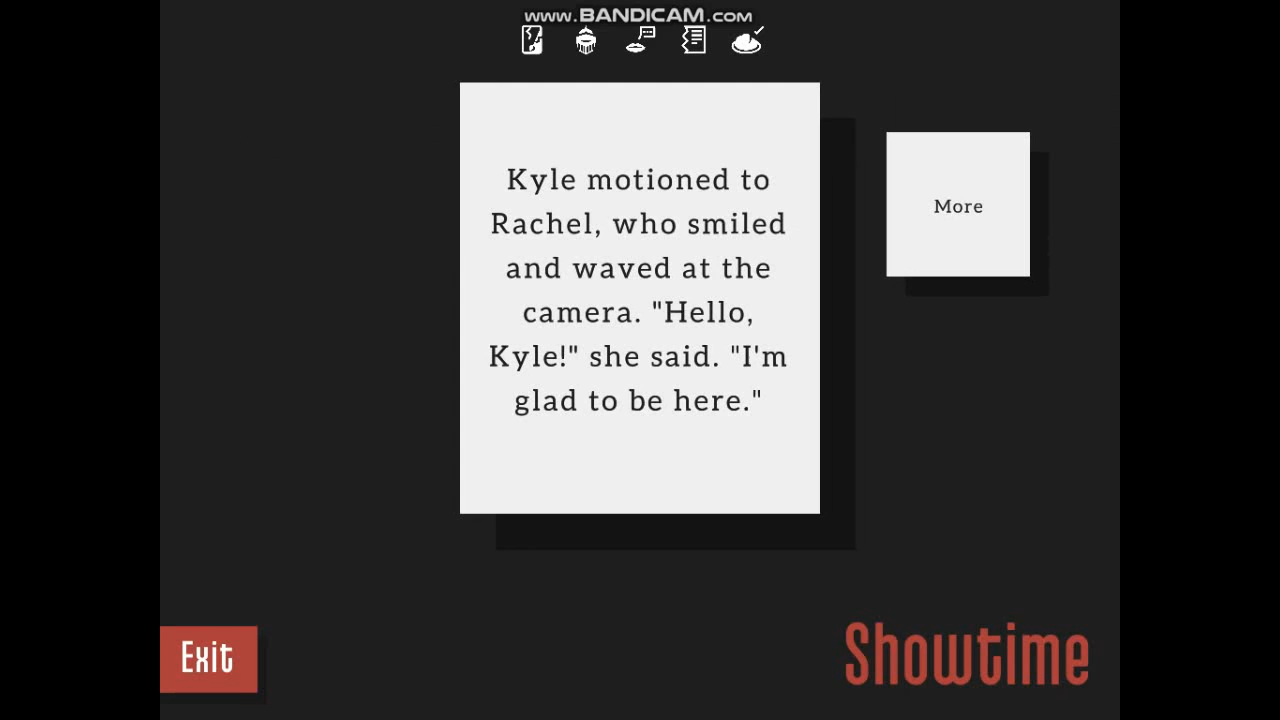 www.BANDICAM.com
Kyle motioned to
Rachel, who smiled
and waved at the
camera. "Hello,
Kyle!" she said. "I'm
glad to be here."
More
Exit
Showtime